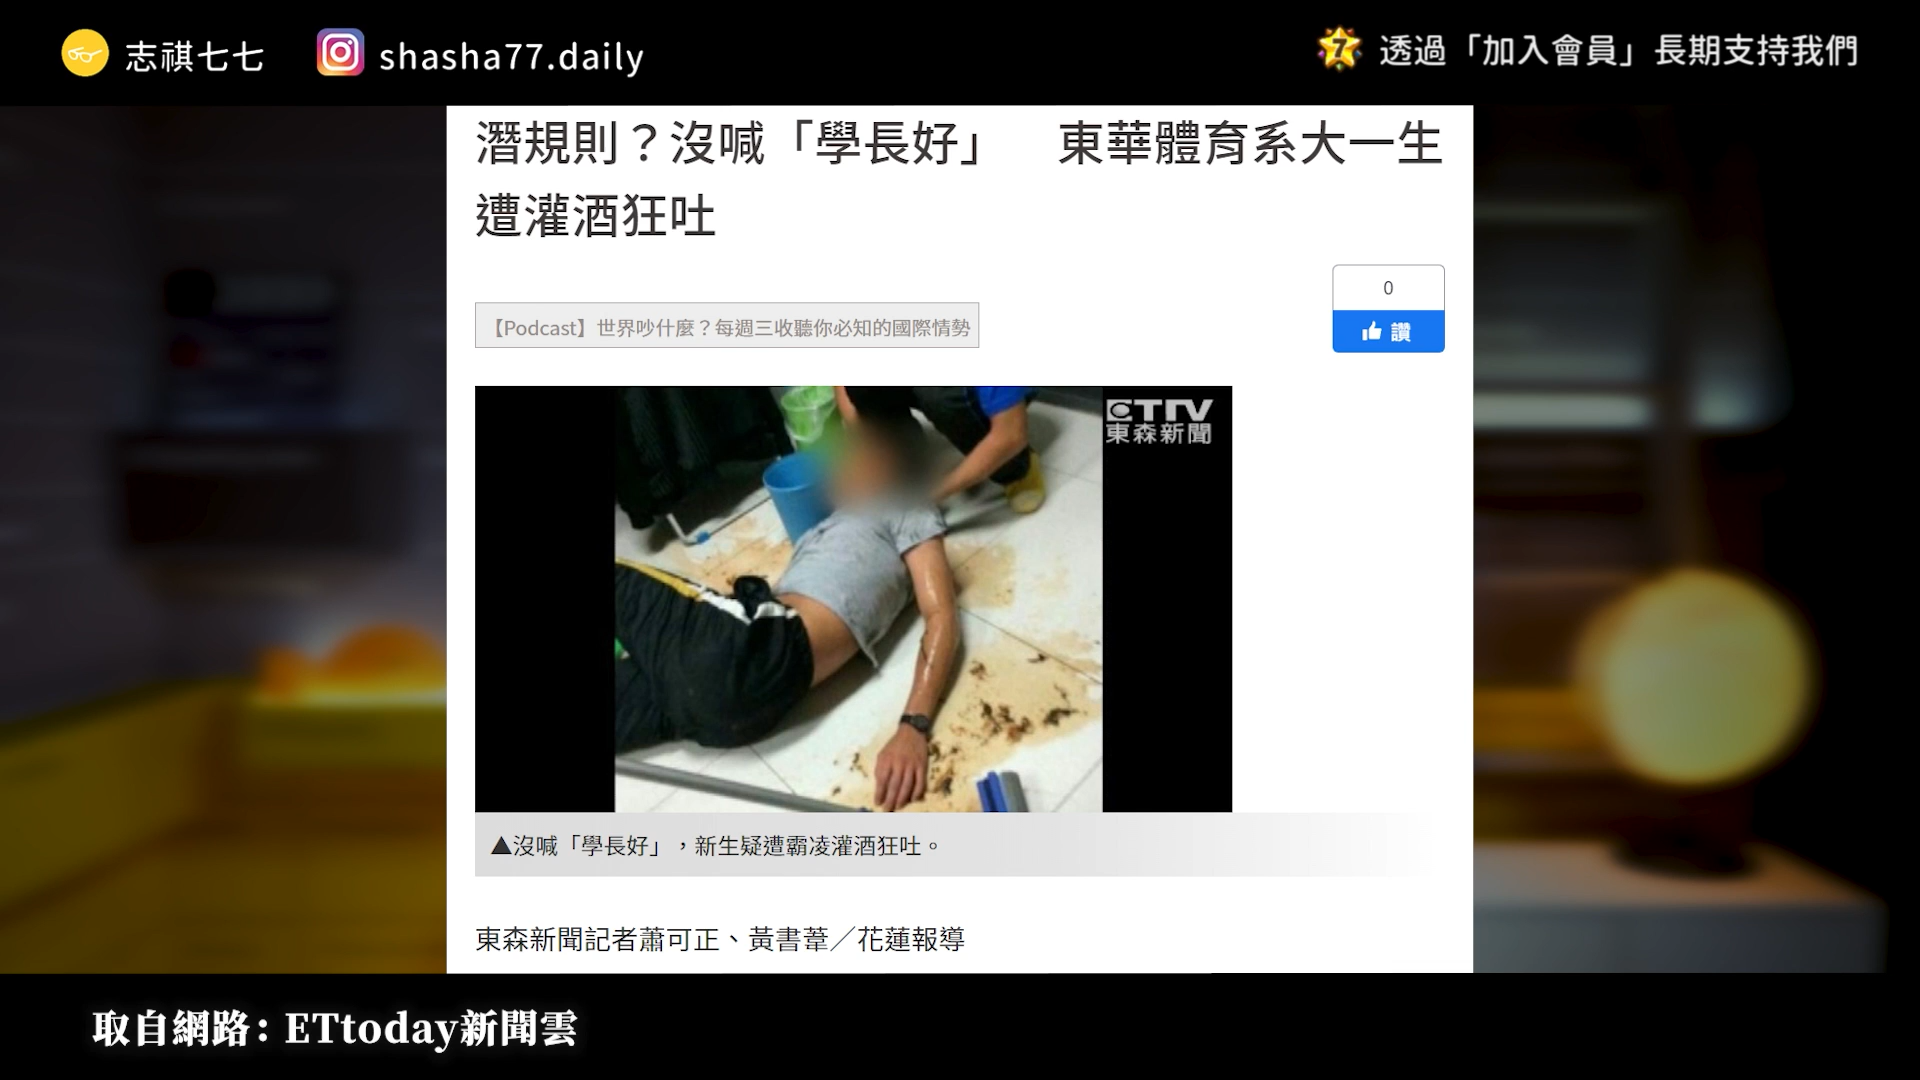 志祺七七
shasha77.daily
7 透過「加入會員」長期支持我們
潛規則？沒喊「學長好」　東華體育系大一生
遭灌酒狂吐
0
讚
【Podcast】世界吵什麼？每週三收聽你必知的國際情勢
ETTV
東森新聞
▲沒喊「學長好」，新生疑遭霸凌灌酒狂吐。
東森新聞記者蕭可正、黃書葦／花蓮報導
取自網路：ETtoday新聞雲